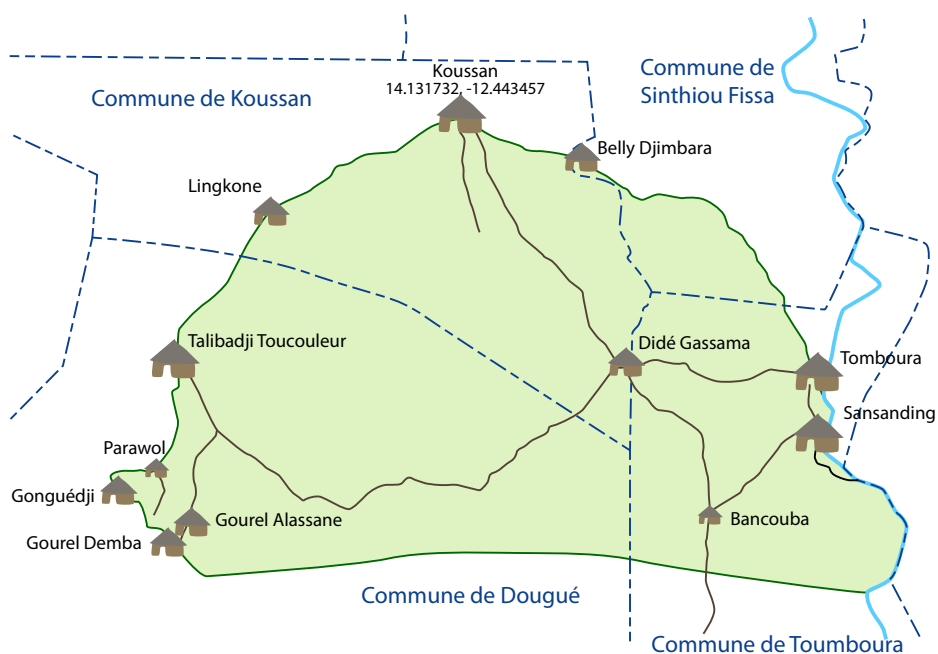 Koussan
14.131732, -12.443457
Commune de
Sinthiou Fissa
Commune de Koussan
Belly Djimbara
Lingkone
Talibadji Toucouleur
Didé Gassama
Tomboura
Sansanding
Parawol
Gonguédji
Gourel Alassane
Bancouba
Gourel Demba
Commune de Dougué
Commune de Toumboura